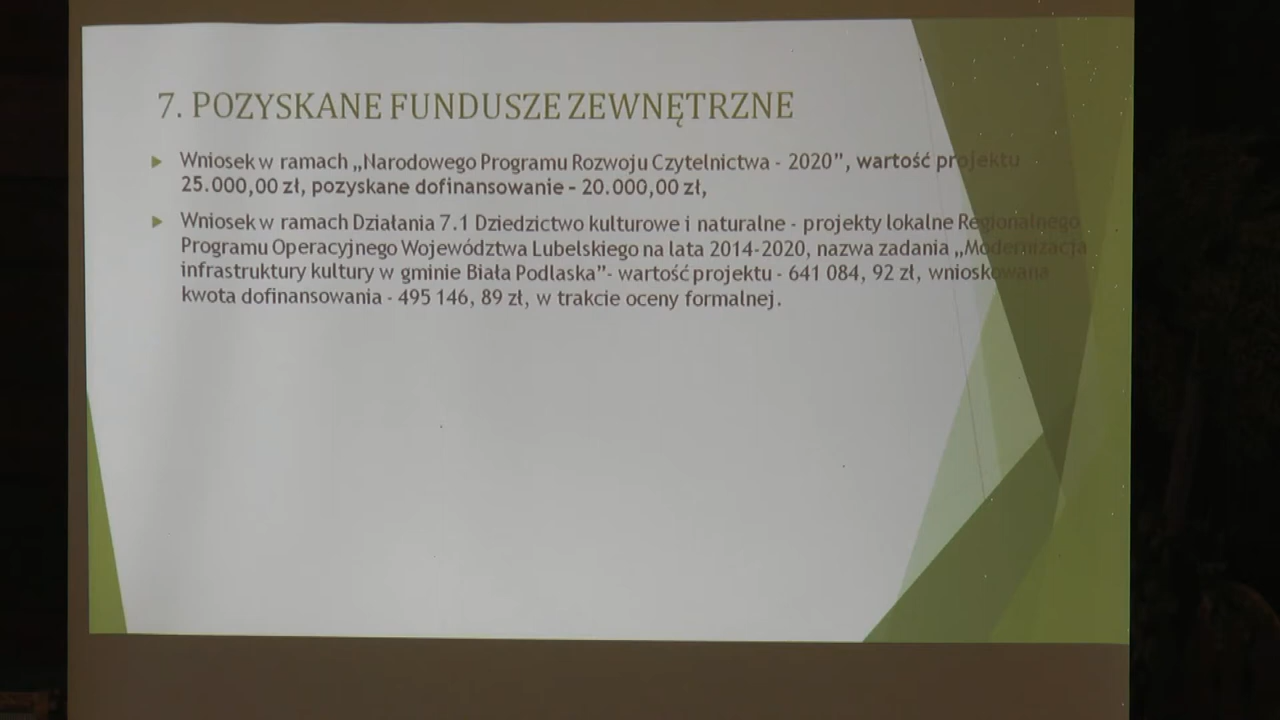 7. POZYSKANE FUNDUSZE ZEWNĘTRZNE
Wniosek w ramach „Narodowego Programu Rozwoju Czytelnictwa - 2020”, wartość projektu
25.000,00 zł, pozyskane dofinansowanie - 20.000,00 zł,
Wniosek w ramach Działania 7.1 Dziedzictwo kulturowe i naturalne - projekty lokalne Regionalnego
Programu Operacyjnego Województwa Lubelskiego na lata 2014-2020, nazwa zadania „Modernizacja
infrastruktury kultury w gminie Biała Podlaska”- wartość projektu - 641 084, 92 zł, wnioskowana
kwota dofinansowania - 495 146, 89 zł, w trakcie oceny formalnej.